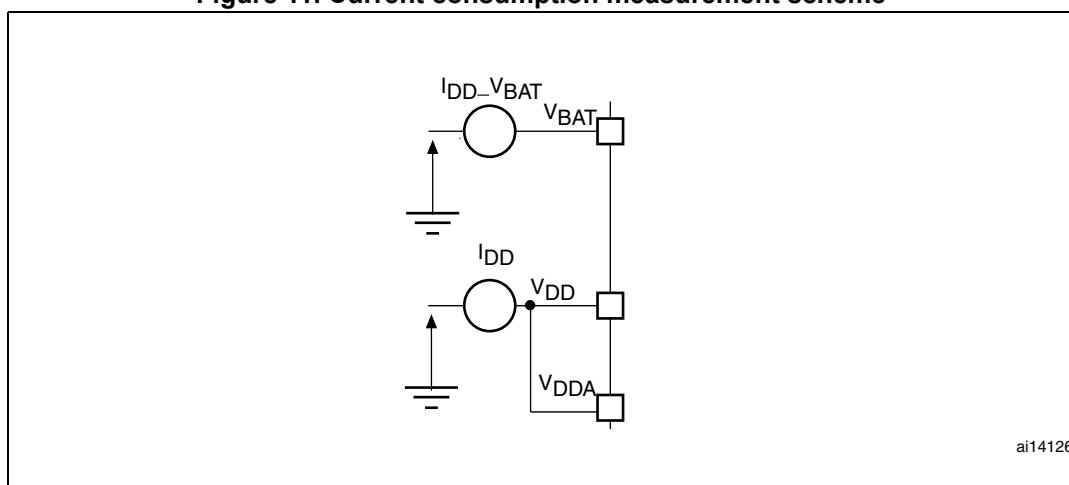 Figure 11. Current consumption measurement scheme
IDD_VBAT
VBAT
IDD
VDD
VDDA
ai14126